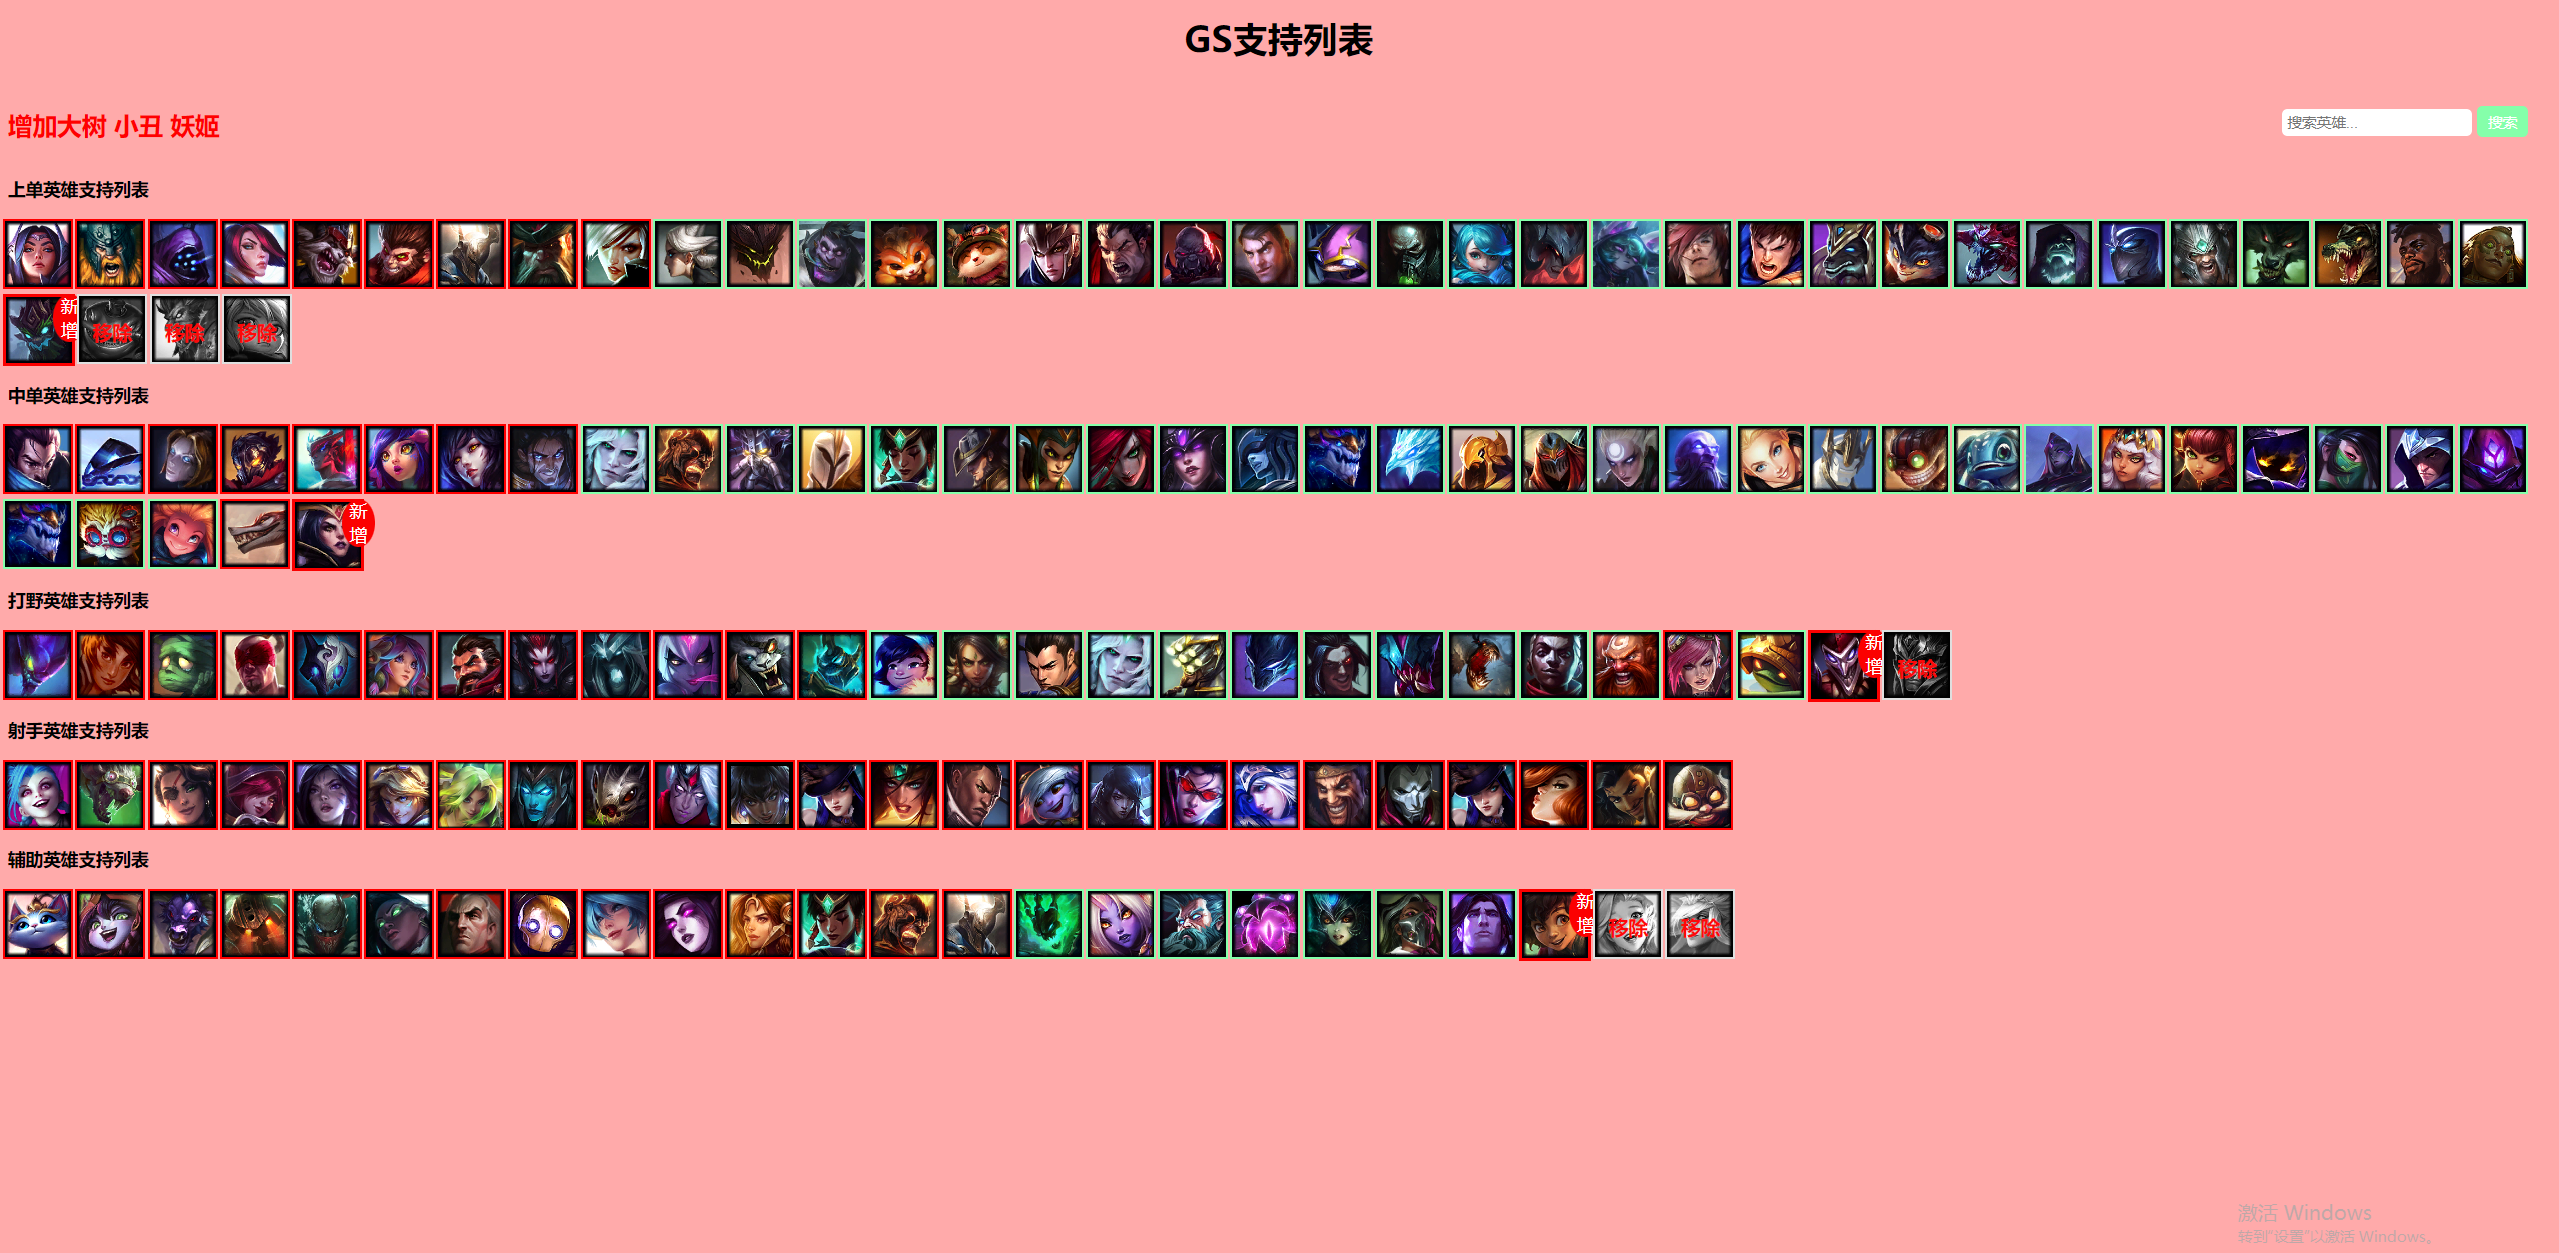 GS支持列表
增加大树 小丑 妖姬
搜索英雄...
搜索
上单英雄支持列表
新增
移除
移除
移除
中单英雄支持列表
新增
打野英雄支持列表
新增
移除
射手英雄支持列表
辅助英雄支持列表
新增
移除
移除
激活 Windows
转到"设置"以激活 Windows。